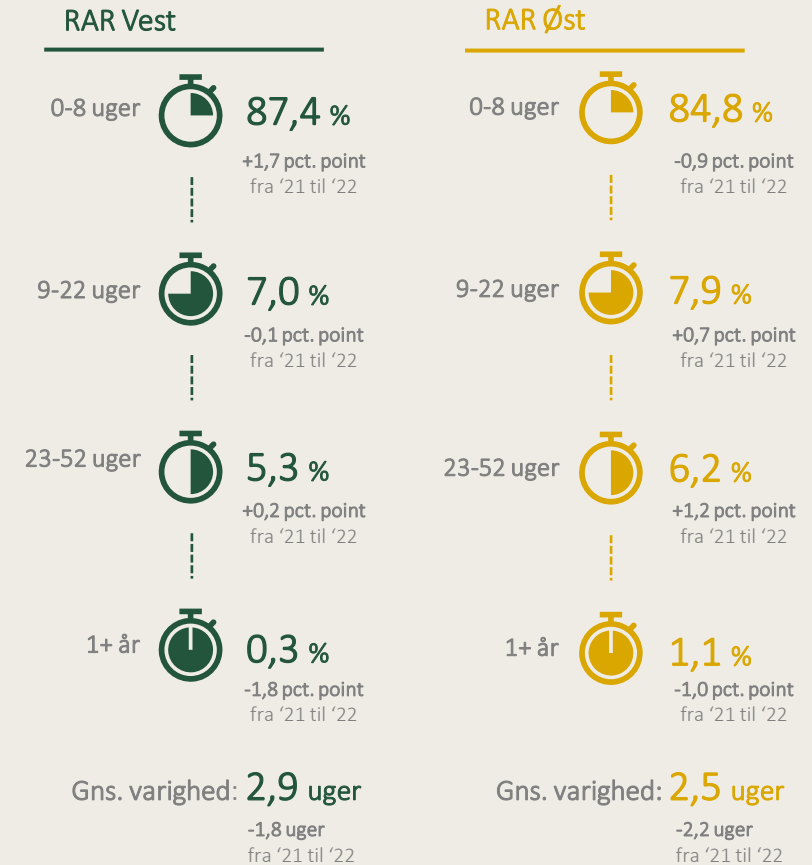 RAR Vest
0-8 uger
87,4 %
+1,7 pct. point
fra ‘21 til ‘22
9-22 uger
7,0 %
-0,1 pct. point
fra ‘21 til ‘22
23-52 uger
5,3 %
+0,2 pct. point
fra ‘21 til ‘22
1+ år
0,3 %
-1,8 pct. point
fra ‘21 til ‘22
Gns. varighed: 2,9 uger
-1,8 uger
fra ‘21 til ‘22
RAR Øst
0-8 uger
84,8 %
-0,9 pct. point
fra ‘21 til ‘22
9-22 uger
7,9 %
+0,7 pct. point
fra ‘21 til ‘22
23-52 uger
6,2 %
+1,2 pct. point
fra ‘21 til ‘22
1+ år
1,1 %
-1,0 pct. point
fra ‘21 til ‘22
Gns. varighed: 2,5 uger
-2,2 uger
fra ‘21 til ‘22